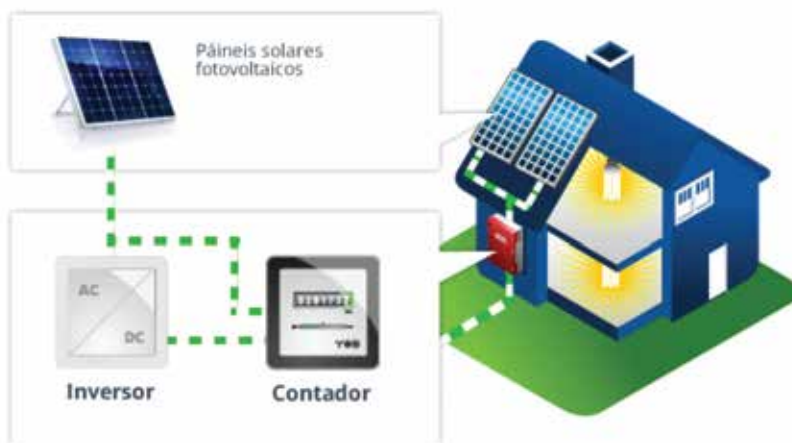 Páineis solares
fotovoltaicos
AC
DC
Inversor
Contador